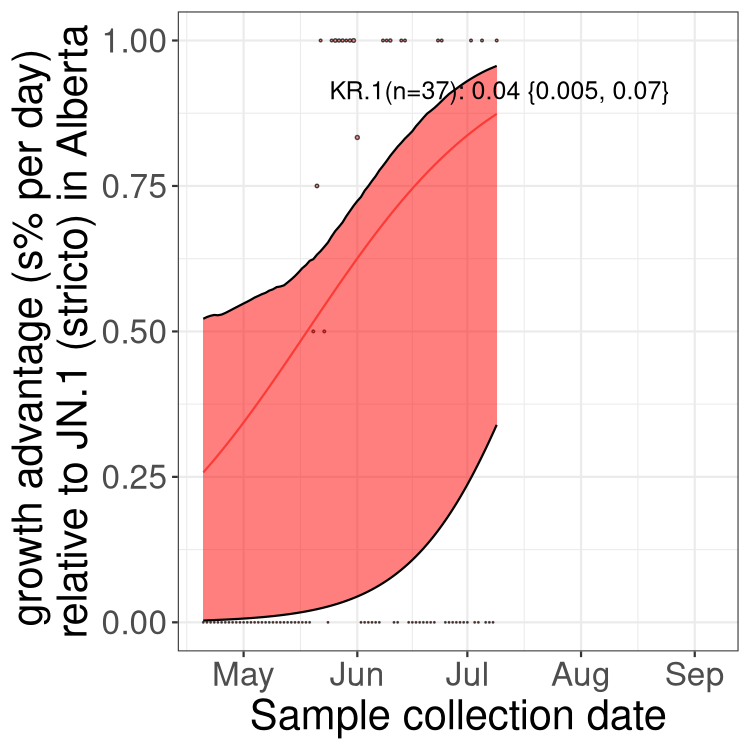 growth advantage (s% per day)
relative to JN.1 (stricto) in Alberta
1.00
0.75
0.50
0.25
0.00
KR.1(n=37): 0.04 {0.005, 0.07}
May Jun Jul Aug Sep
Sample collection date